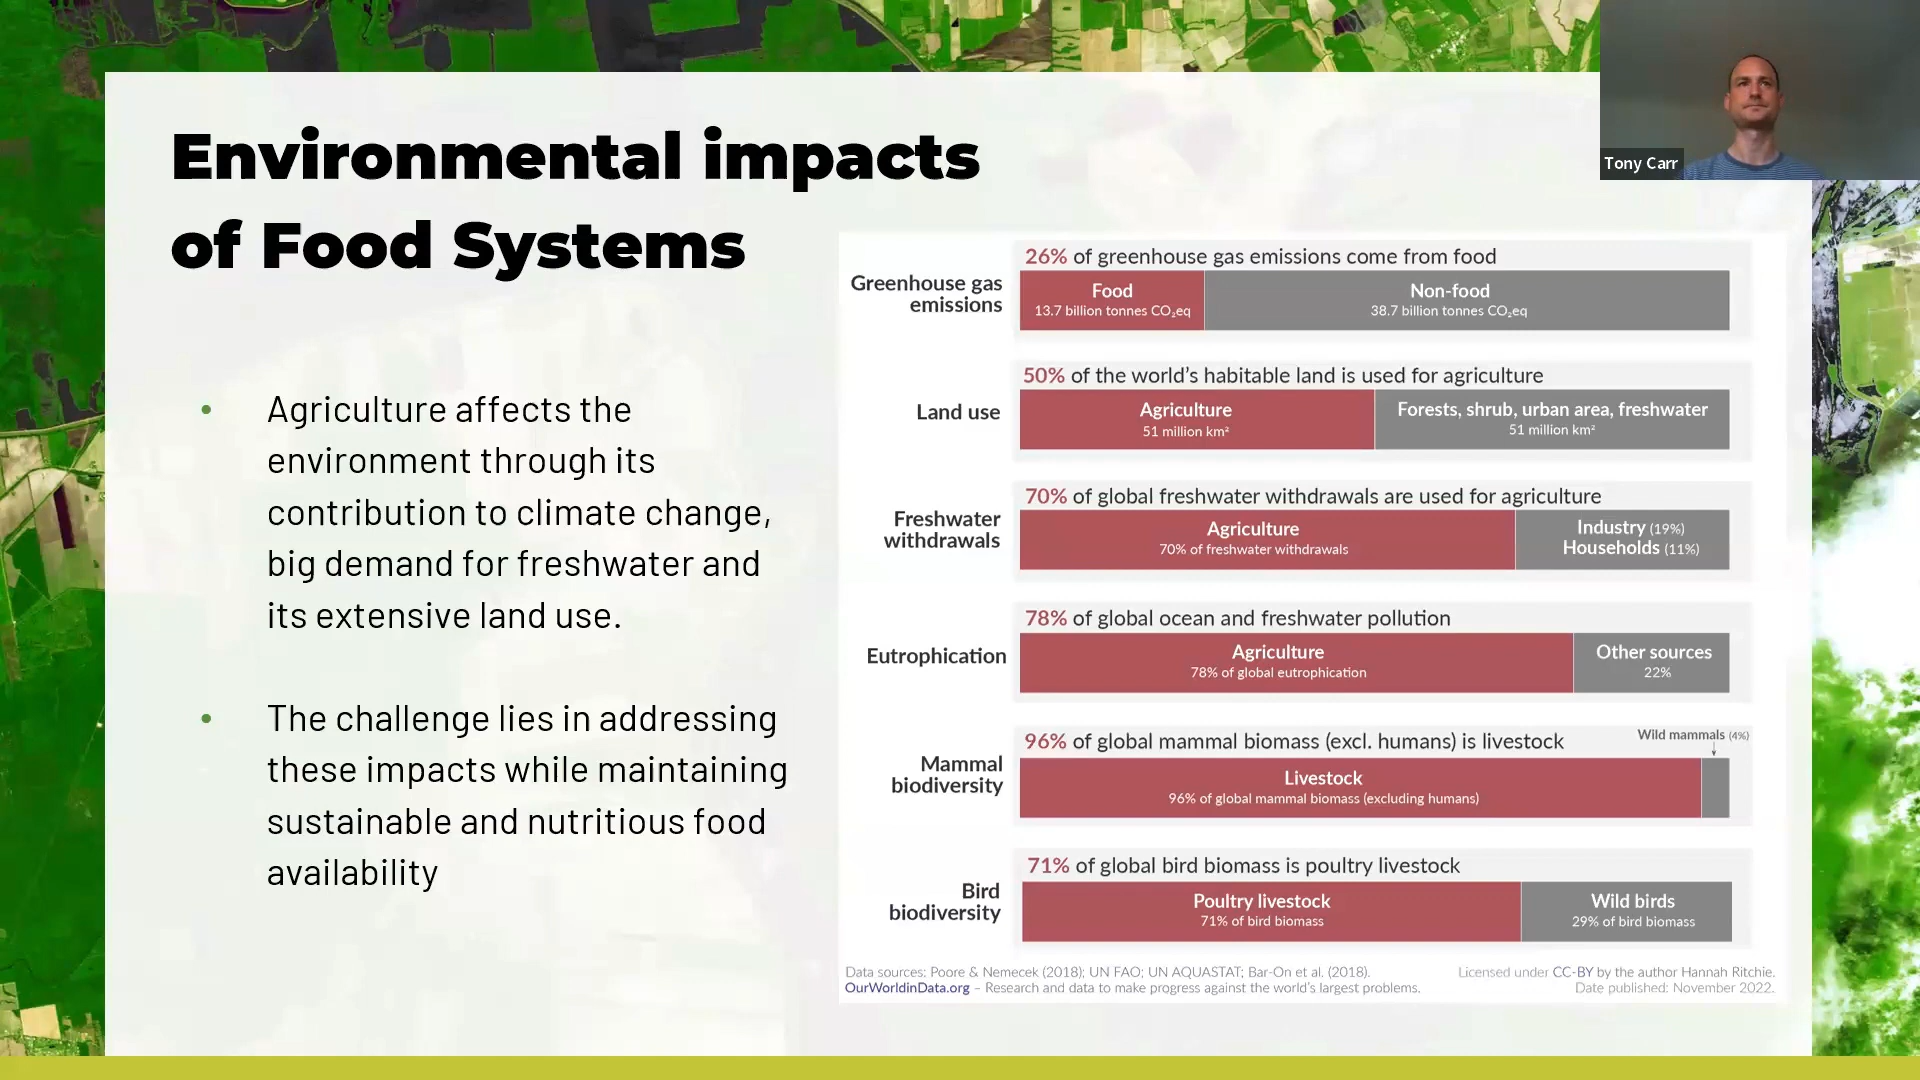 Environmental impacts
of Food Systems
Tony Carr
• Agriculture affects the
environment through its
contribution to climate change,
big demand for freshwater and
its extensive land use.
• The challenge lies in addressing
these impacts while maintaining
sustainable and nutritious food
availability
Greenhouse gas
emissions
26% of greenhouse gas emissions come from food
Food
13.7 billion tonnes CO₂eq
Non-food
38.7 billion tonnes CO₂eq
Land use
50% of the world’s habitable land is used for agriculture
Agriculture
51 million km²
Forests, shrub, urban area, freshwater
51 million km²
Freshwater
withdrawals
70% of global freshwater withdrawals are used for agriculture
Agriculture
70% of freshwater withdrawals
Industry (19%)
Households (11%)
Eutrophication
78% of global ocean and freshwater pollution
Agriculture
78% of global eutrophication
Other sources
22%
Mammal
biodiversity
96% of global mammal biomass (excl. humans) is livestock
Wild mammals (4%)
Livestock
96% of global mammal biomass (excluding humans)
Bird
biodiversity
71% of global bird biomass is poultry livestock
Poultry livestock
71% of bird biomass
Wild birds
29% of bird biomass
Data sources: Poore & Nemecek (2018); UN FAO; UN AQUASTAT; Bar-On et al. (2018).
OurWorldinData.org – Research and data to make progress against the world’s largest problems.
Licensed under CC-BY by the author Hannah Ritchie.
Date published: November 2022.